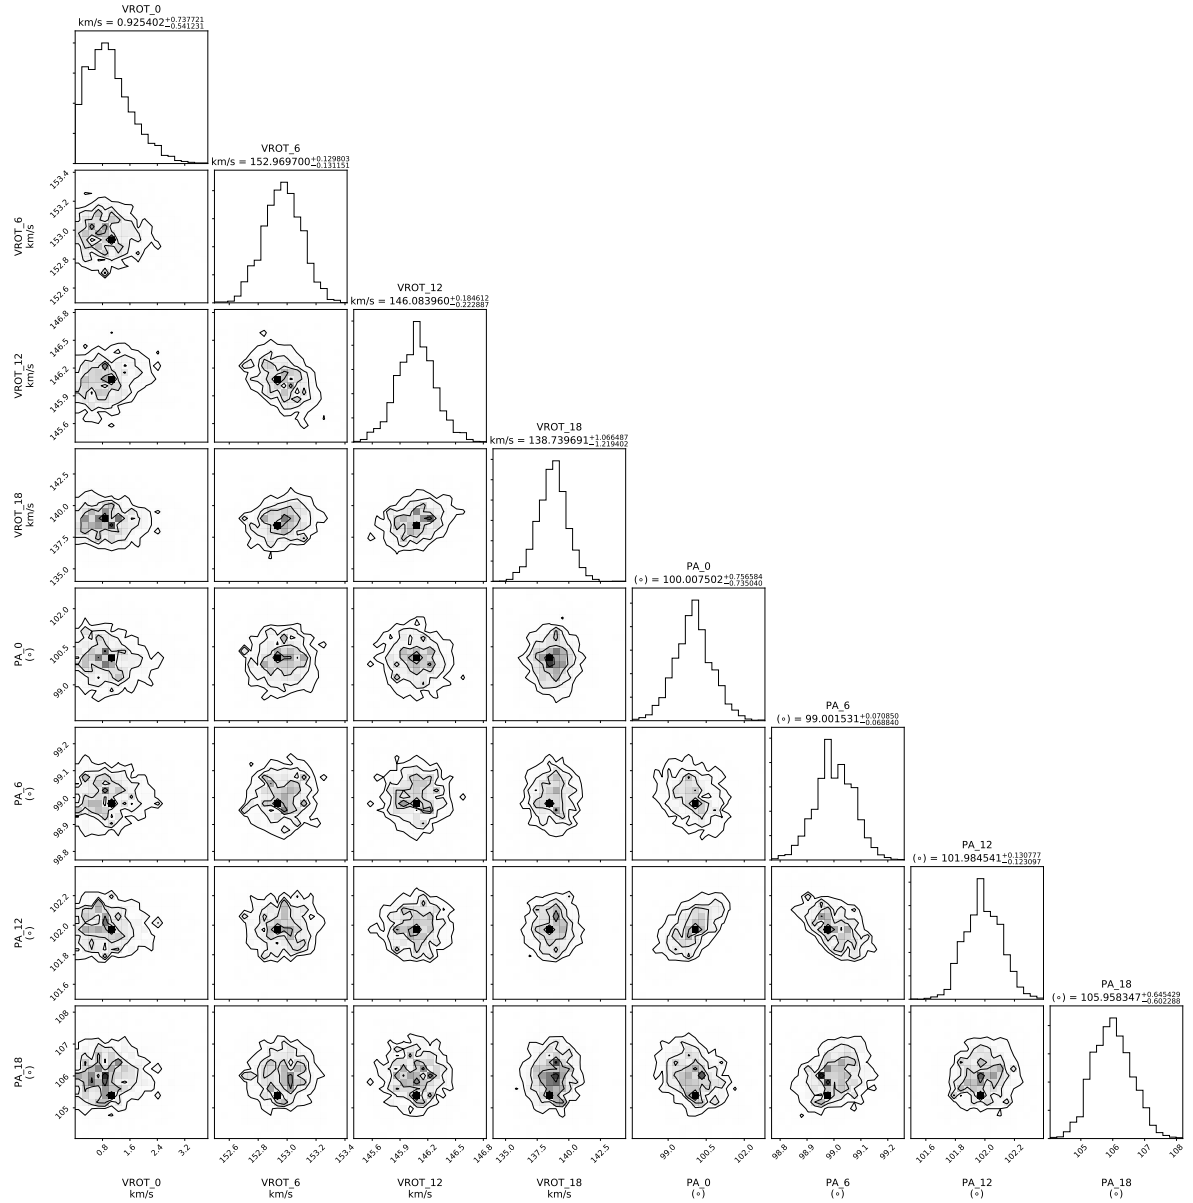 VROT_0
km/s = 0.925402+0.737721
−0.541231
VROT_6
km/s = 152.969700+0.129803
−0.131151
153.4
153.2
153.0
152.8
152.6
VROT_6
km/s
VROT_12
km/s = 146.083960+0.184612
−0.222887
146.8
146.5
146.2
145.9
145.6
VROT_12
km/s
VROT_18
km/s = 138.739691+1.066487
−1.219402
142.5
140.0
137.5
135.0
VROT_18
km/s
PA_0
(∘) = 100.007502+0.756584
−0.735040
102.0
100.5
99.0
PA_0
(∘)
PA_6
(∘) = 99.001531+0.070850
−0.068840
99.2
99.1
99.0
98.9
98.8
PA_6
(∘)
PA_12
(∘) = 101.984541+0.130777
−0.123097
102.2
102.0
101.8
101.6
PA_12
(∘)
PA_18
(∘) = 105.958347+0.645429
−0.602288
108
107
106
105
PA_18
(∘)
0.8 1.6 2.4 3.2 152.6 152.8 153.0 153.2 153.4 145.6 145.9 146.2 146.5 146.8 135.0 137.5 140.0 142.5 99.0 100.5 102.0 98.8 98.9 99.0 99.1 99.2 101.6 101.8 102.0 102.2 105 106 107 108
VROT_0 VROT_6 VROT_12 VROT_18 PA_0 PA_6 PA_12 PA_18
km/s km/s km/s km/s (∘) (∘) (∘) (∘)